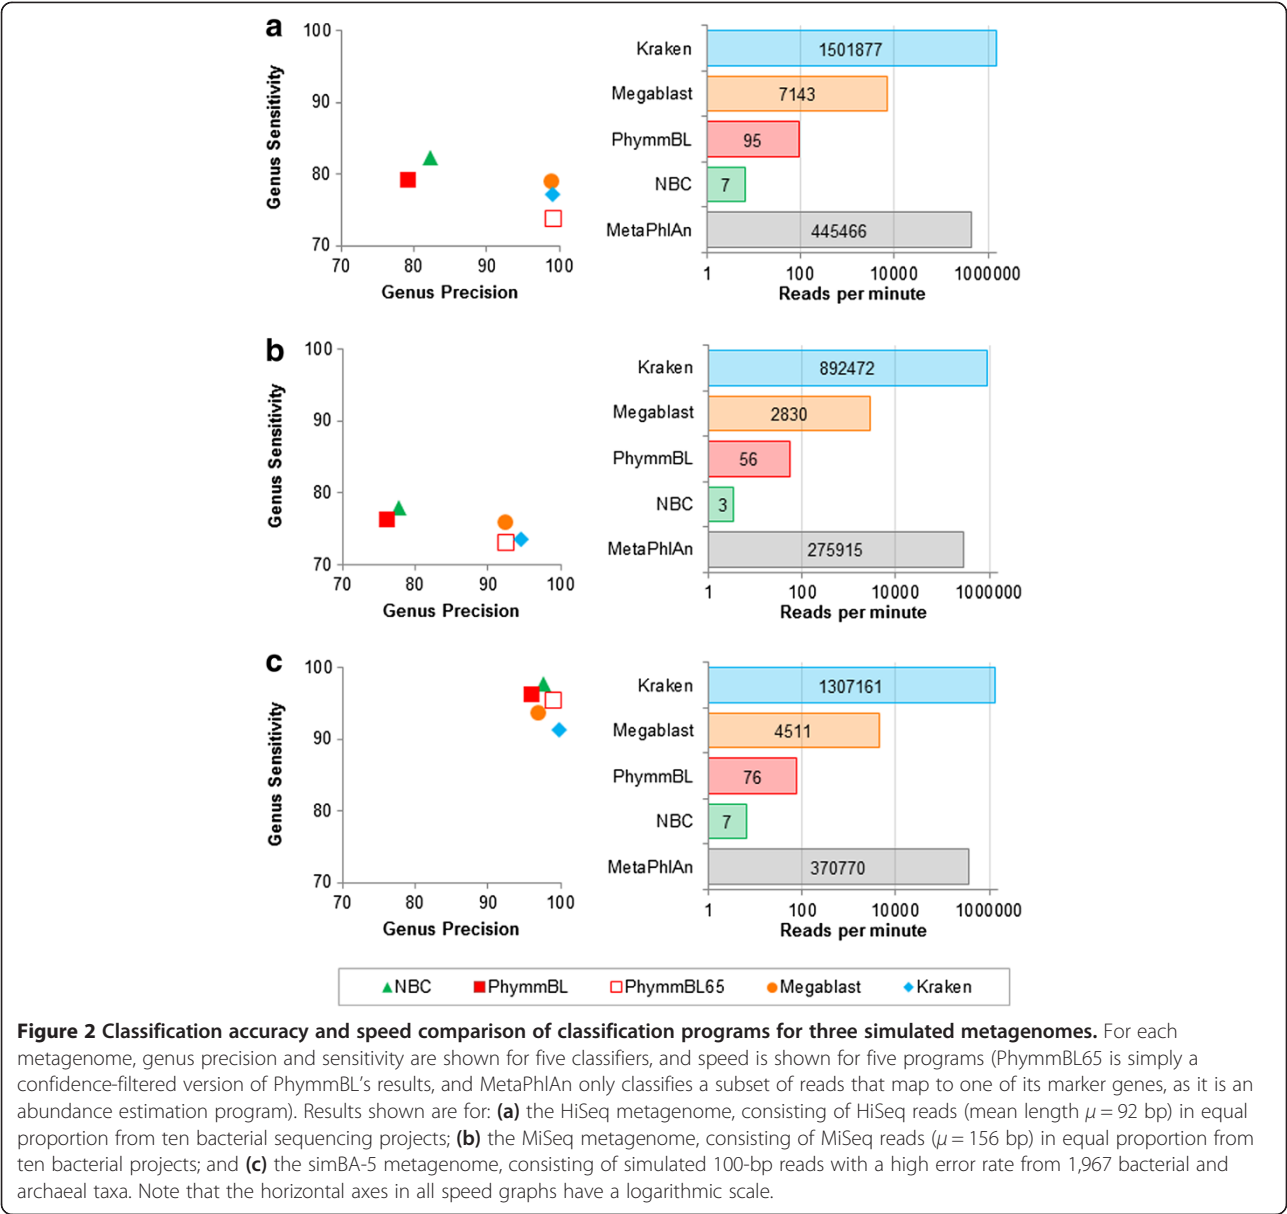 a
100
90
80
70
Genus Sensitivity
70 80 90 100
Genus Precision
Kraken 1501877
Megablast 7143
PhymmBL 95
NBC 7
MetaPhlAn 445466
1 100 10000 1000000
Reads per minute
b
100
90
80
70
Genus Sensitivity
70 80 90 100
Genus Precision
Kraken 892472
Megablast 2830
PhymmBL 56
NBC 3
MetaPhlAn 275915
1 100 10000 1000000
Reads per minute
c
100
90
80
70
Genus Sensitivity
70 80 90 100
Genus Precision
Kraken 1307161
Megablast 4511
PhymmBL 76
NBC 7
MetaPhlAn 370770
1 100 10000 1000000
Reads per minute
NBC PhymmBL PhymmBL65 Megablast Kraken
Figure 2 Classification accuracy and speed comparison of classification programs for three simulated metagenomes. For each
metagenome, genus precision and sensitivity are shown for five classifiers, and speed is shown for five programs (PhymmBL65 is simply a
confidence-filtered version of PhymmBL's results, and MetaPhlAn only classifies a subset of reads that map to one of its marker genes, as it is an
abundance estimation program). Results shown are for: (a) the HiSeq metagenome, consisting of HiSeq reads (mean length μ = 92 bp) in equal
proportion from ten bacterial sequencing projects; (b) the MiSeq metagenome, consisting of MiSeq reads (μ = 156 bp) in equal proportion from
ten bacterial projects; and (c) the simBA-5 metagenome, consisting of simulated 100-bp reads with a high error rate from 1,967 bacterial and
archaeal taxa. Note that the horizontal axes in all speed graphs have a logarithmic scale.